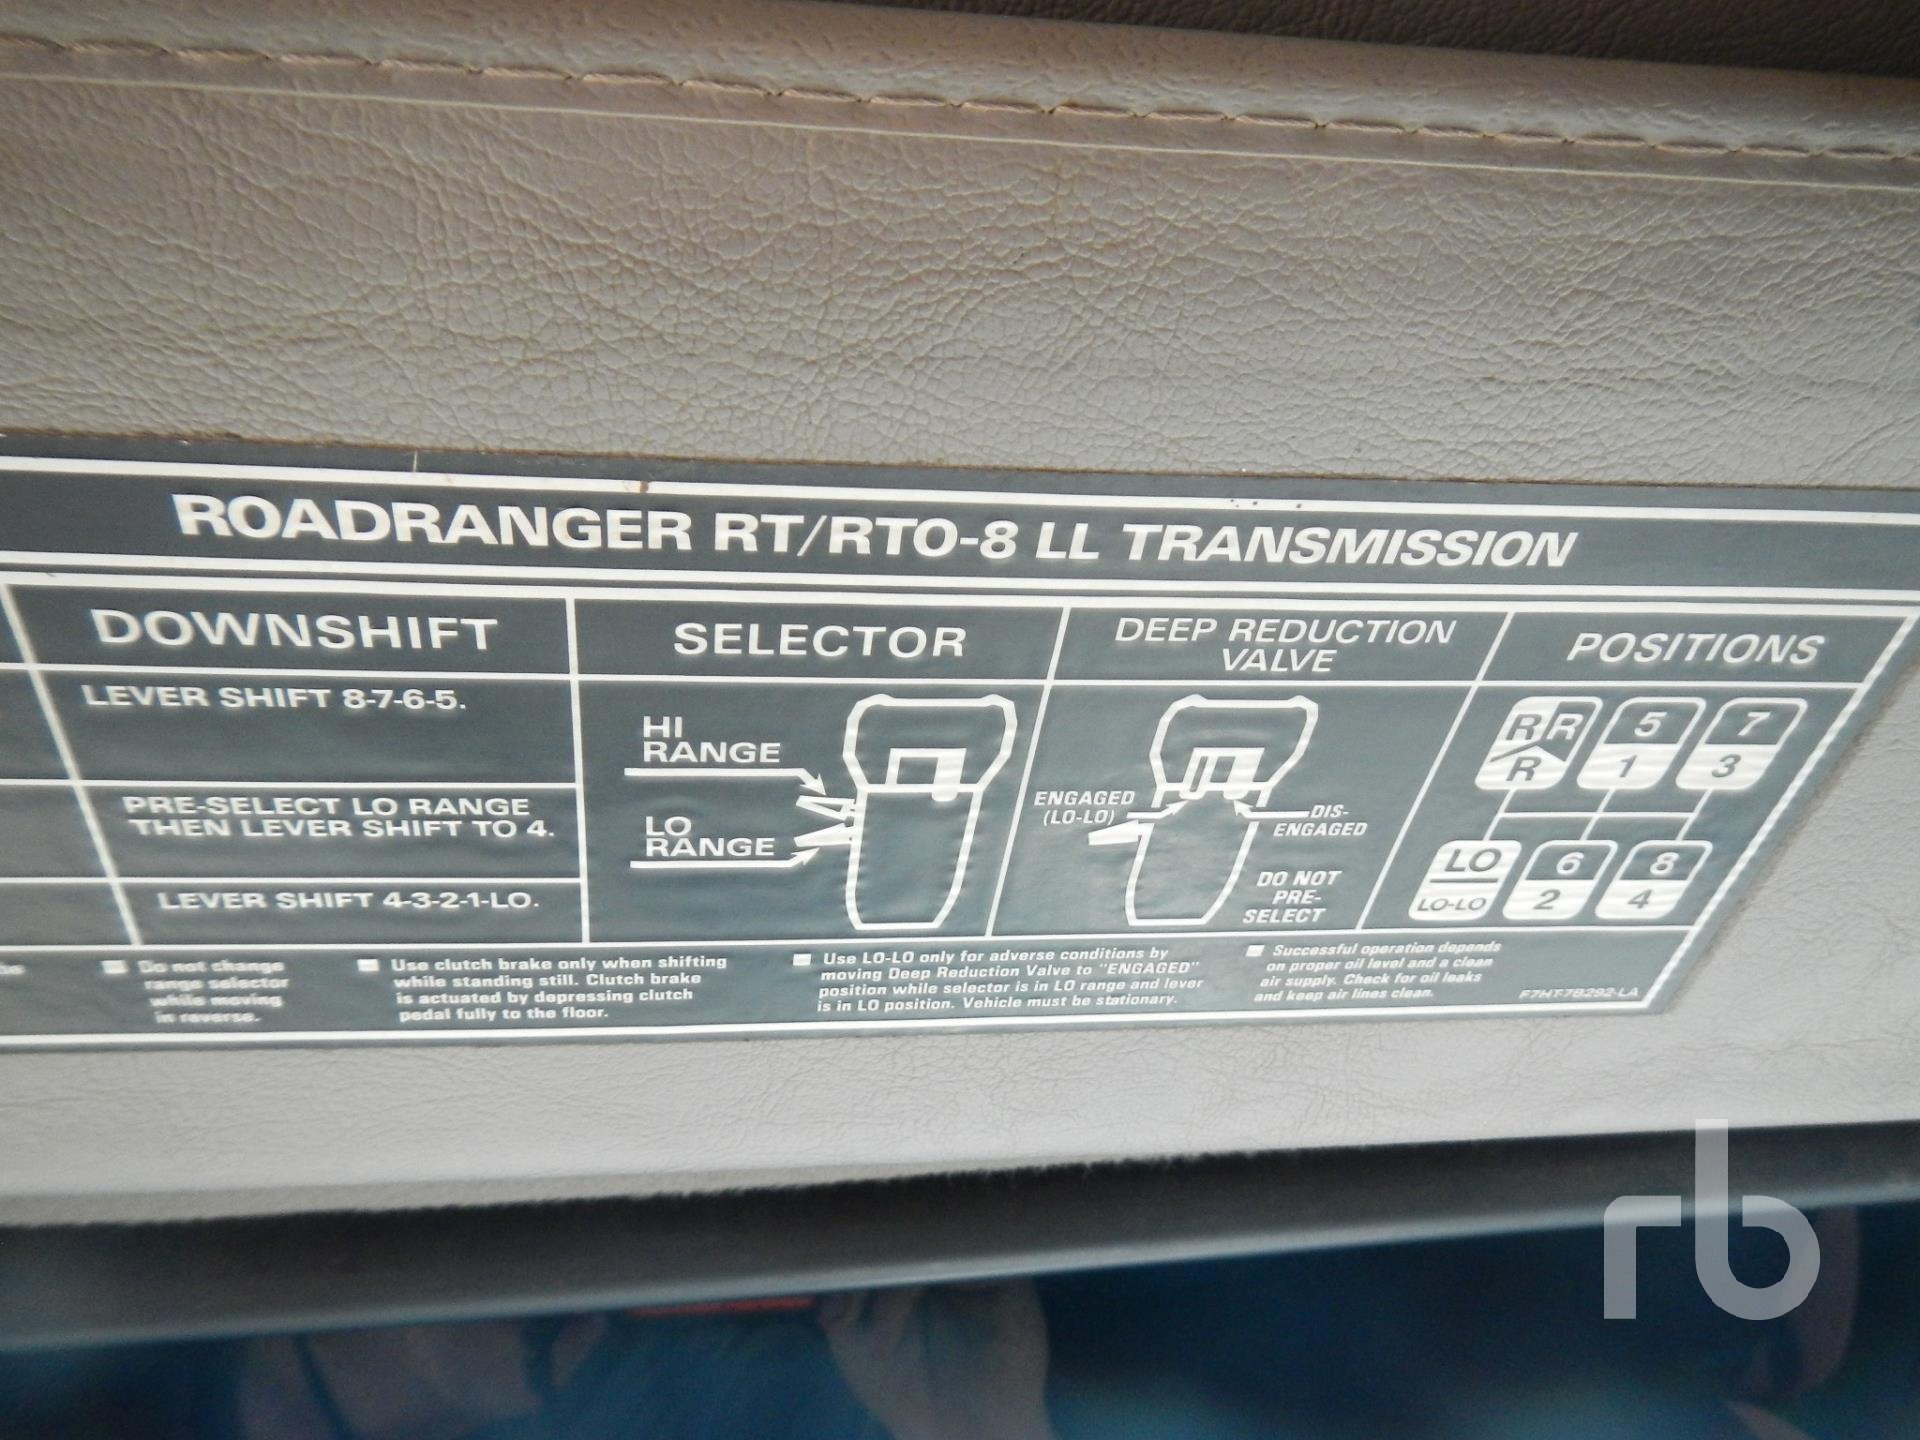 ROADRANGER RT/RTO-8 LL TRANSMISSION
DOWNSHIFT
LEVER SHIFT 8-7-6-5.
PRE-SELECT LO RANGE
THEN LEVER SHIFT TO 4.
LEVER SHIFT 4-3-2-1-LO.
SELECTOR
HI
RANGE
LO
RANGE
DEEP REDUCTION
VALVE
ENGAGED
(LO-LO)
DIS-
ENGAGED
DO NOT
PRE-
SELECT
POSITIONS
R R 5 7
R 1 3
LO 6 8
LO-LO 2 4
Do not change
range selector
while moving
in reverse.
Use clutch brake only when shifting
while standing still. Clutch brake
is actuated by depressing clutch
pedal fully to the floor.
Use LO-LO only for adverse conditions by
moving Deep Reduction Valve to "ENGAGED"
position while selector is in LO range and lever
is in LO position. Vehicle must be stationary.
Successful operation depends
on proper oil level and a clean
air supply. Check for oil leaks
and keep air lines clean.
F7HT-7B292-LA
rb